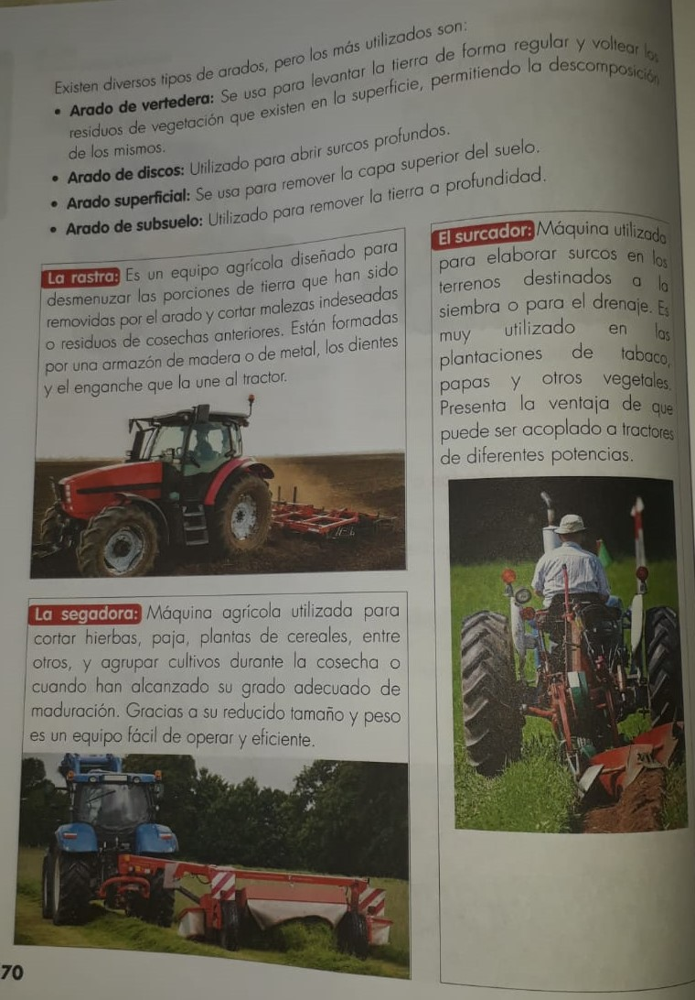 Existen diversos tipos de arados, pero los más utilizados son:
• Arado de vertedera: Se usa para levantar la tierra de forma regular y voltear los
residuos de vegetación que existen en la superficie, permitiendo la descomposición
de los mismos.
• Arado de discos: Utilizado para abrir surcos profundos.
• Arado superficial: Se usa para remover la capa superior del suelo.
• Arado de subsuelo: Utilizado para remover la tierra a profundidad.
La rastra: Es un equipo agrícola diseñado para
desmenuzar las porciones de tierra que han sido
removidas por el arado y cortar malezas indeseadas
o residuos de cosechas anteriores. Están formadas
por una armazón de madera o de metal, los dientes
y el enganche que la une al tractor.
La segadora: Máquina agrícola utilizada para
cortar hierbas, paja, plantas de cereales, entre
otros, y agrupar cultivos durante la cosecha o
cuando han alcanzado su grado adecuado de
maduración. Gracias a su reducido tamaño y peso
es un equipo fácil de operar y eficiente.
El surcador: Máquina utilizada
para elaborar surcos en los
terrenos destinados a la
siembra o para el drenaje. Es
muy utilizado en las
plantaciones de tabaco,
papas y otros vegetales.
Presenta la ventaja de que
puede ser acoplado a tractores
de diferentes potencias.
70